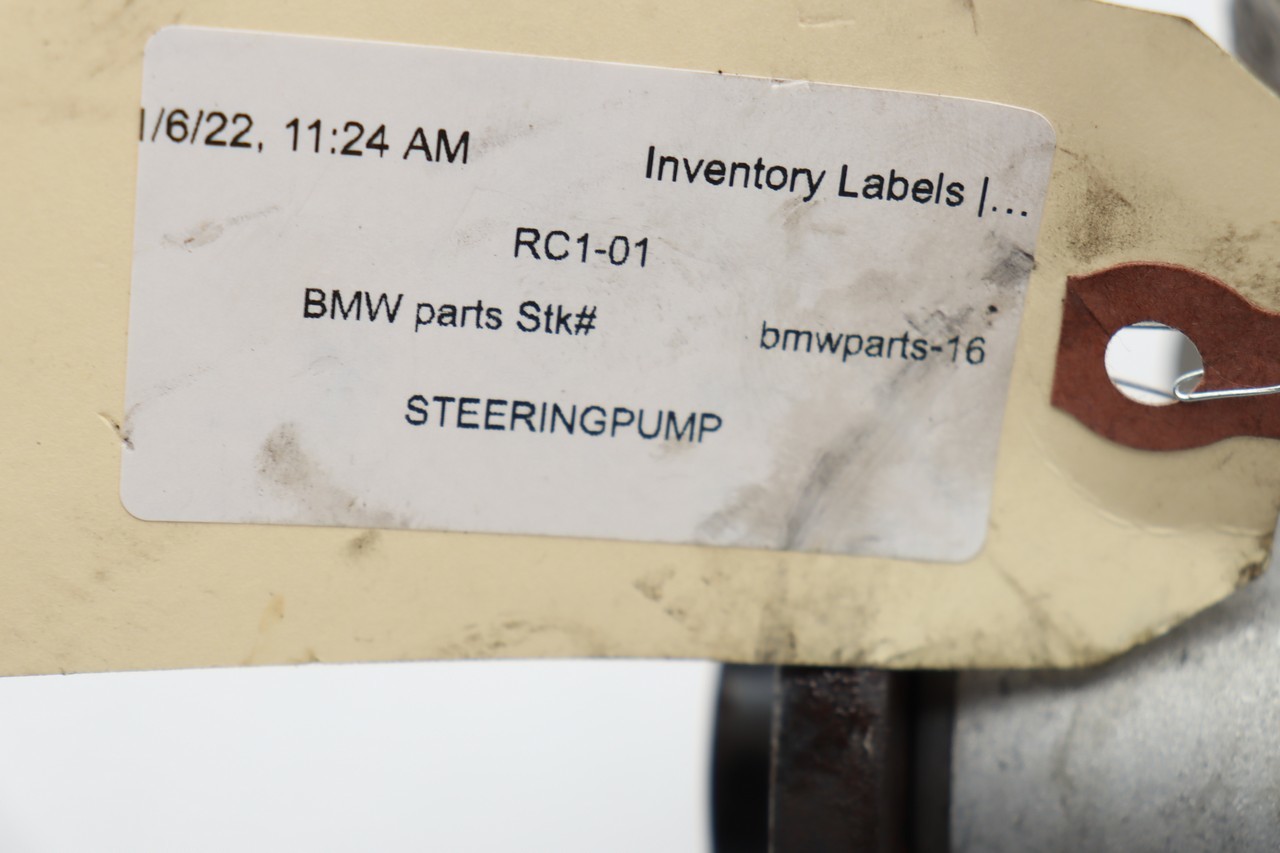 1/6/22, 11:24 AM Inventory Labels |...
RC1-01
BMW parts Stk# bmwparts-16
STEERINGPUMP